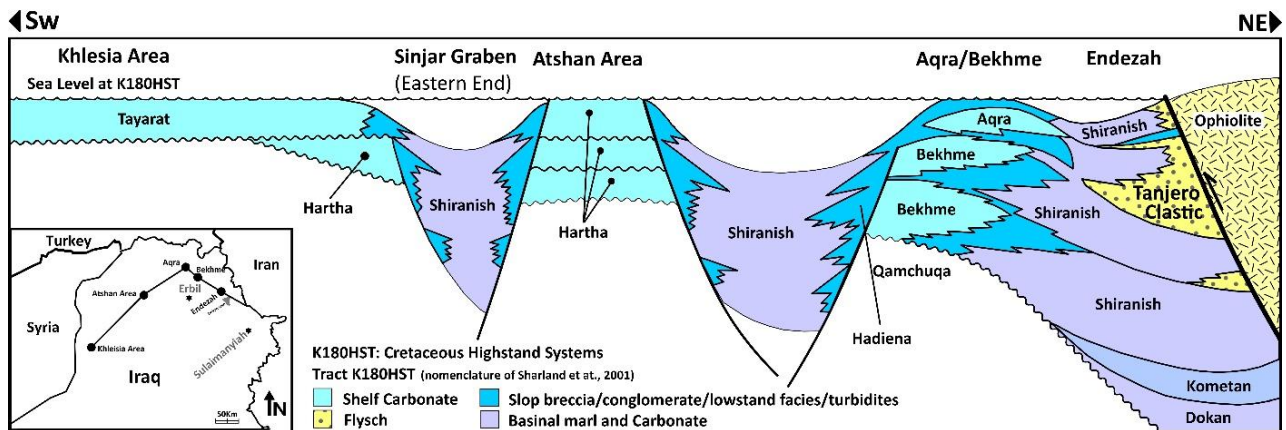 Sw
NE
Khlesia Area
Sinjar Graben
(Eastern End)
Atshan Area
Aqra/Bekhme
Endezah
Sea Level at K180HST
Tayarat
Hartha
Shiranish
Hartha
Shiranish
Aqra
Bekhme
Bekhme
Shiranish
Shiranish
Tanjero
Clastic
Ophiolite
Qamchuqa
Hadiena
Shiranish
Kometan
Dokan
Turkey
Iran
Aqra
Bekhme
Atshan Area
Erbil
Endezah
Syria
Khleisia Area
Sulaimanyiah
Iraq
50Km
N
K180HST: Cretaceous Highstand Systems
Tract K180HST (nomenclature of Sharland et at., 2001)
Shelf Carbonate
Slop breccia/conglomerate/lowstand facies/turbidites
Flysch
Basinal marl and Carbonate